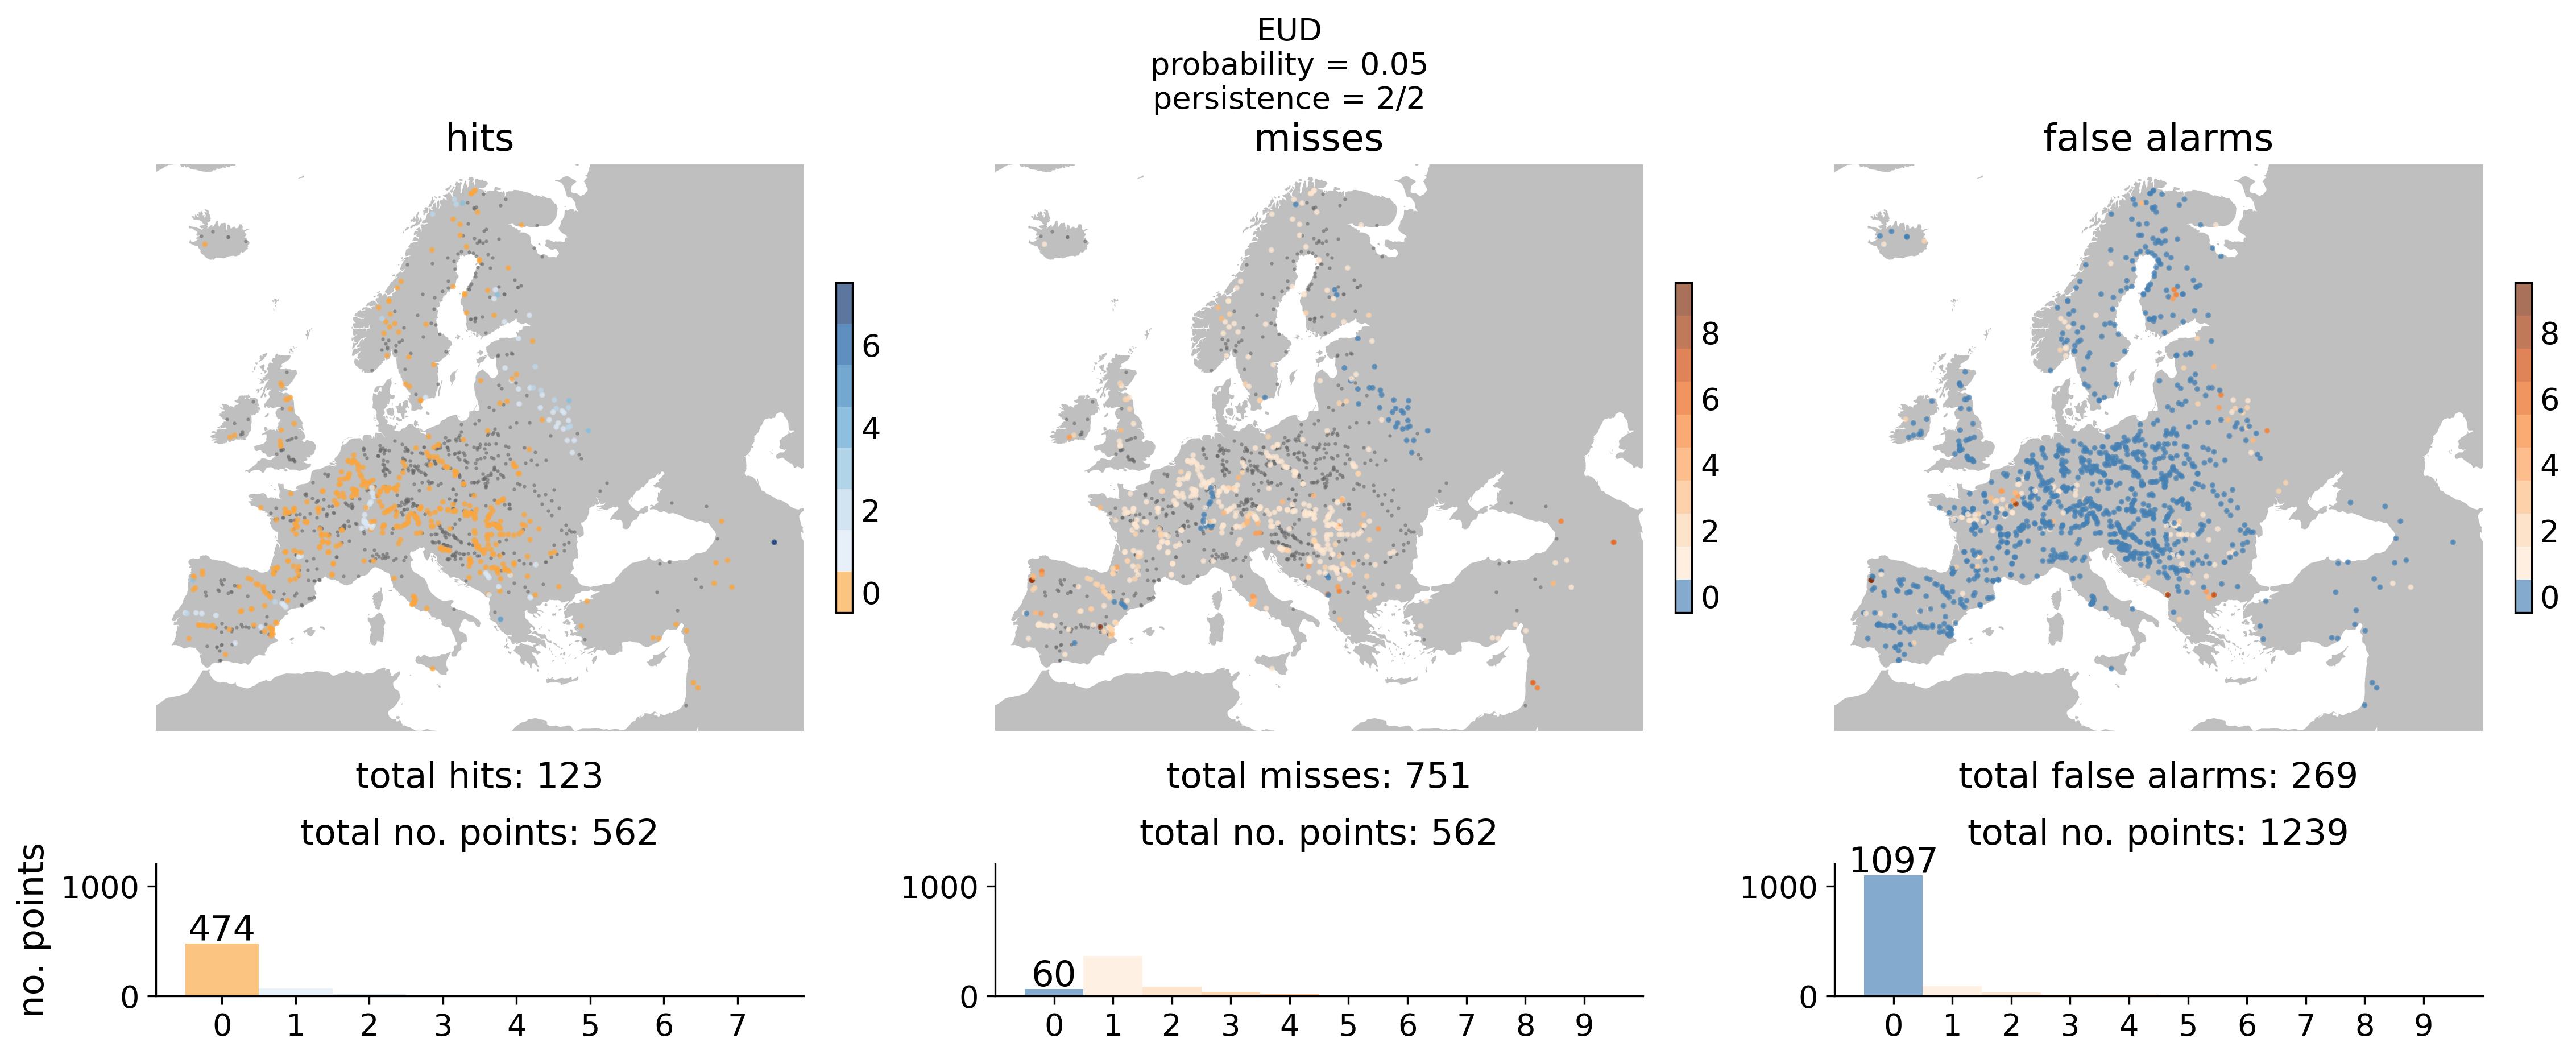 EUD
probability = 0.05
persistence = 2/2
hits
misses
false alarms
6
4
2
0
8
6
4
2
0
8
6
4
2
0
total hits: 123
total misses: 751
total false alarms: 269
total no. points: 562
total no. points: 562
total no. points: 1239
no. points
1000
0
474
0 1 2 3 4 5 6 7
1000
0
60
0 1 2 3 4 5 6 7 8 9
1000
0
1097
0 1 2 3 4 5 6 7 8 9